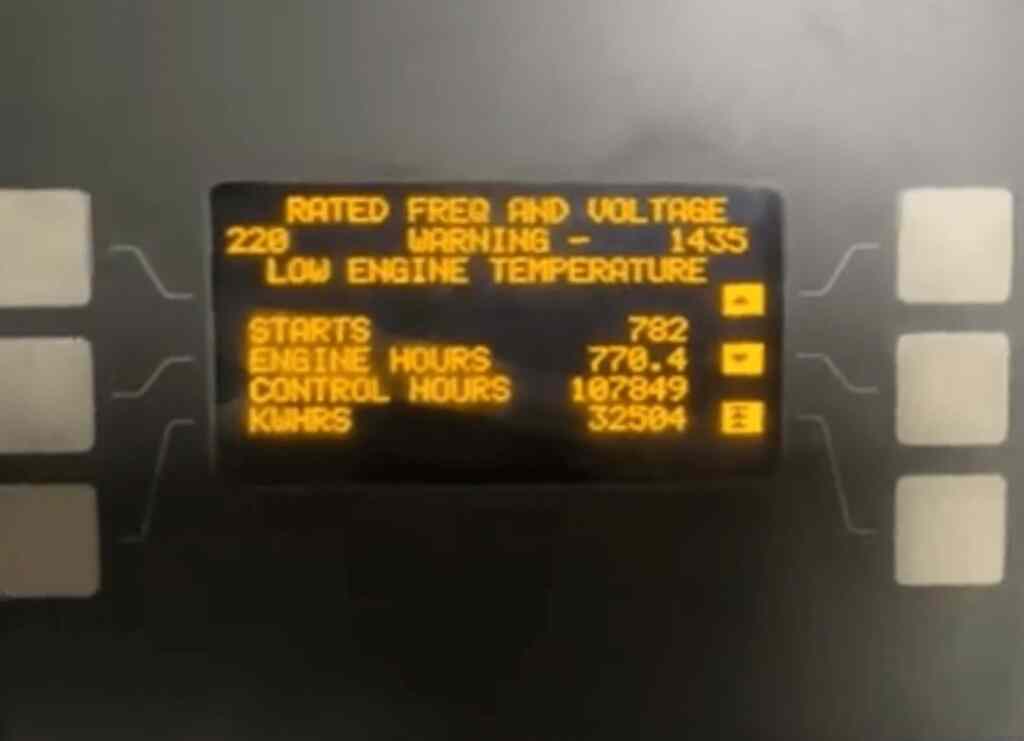 RATED FREQ AND VOLTAGE
220 WARNING - 1435
LOW ENGINE TEMPERATURE
STARTS 782
ENGINE HOURS 770.4
CONTROL HOURS 107849
KWHRS 32504